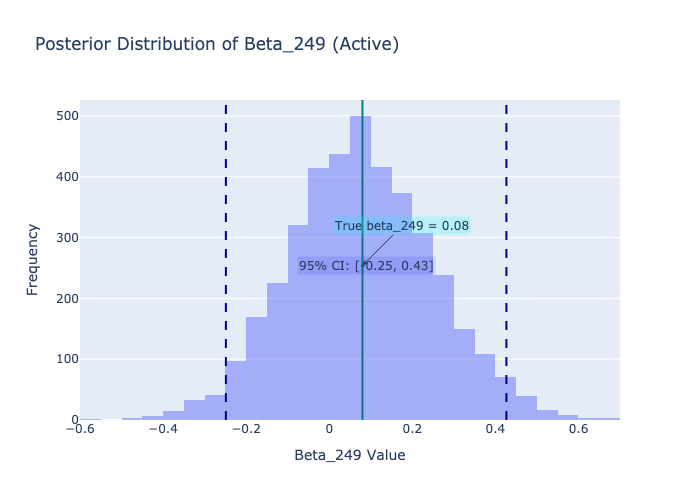 Posterior Distribution of Beta_249 (Active)
500
400
300
200
100
0
Frequency
True beta_249 = 0.08
95% CI: [-0.25, 0.43]
−0.6
−0.4
−0.2
0
0.2
0.4
0.6
Beta_249 Value